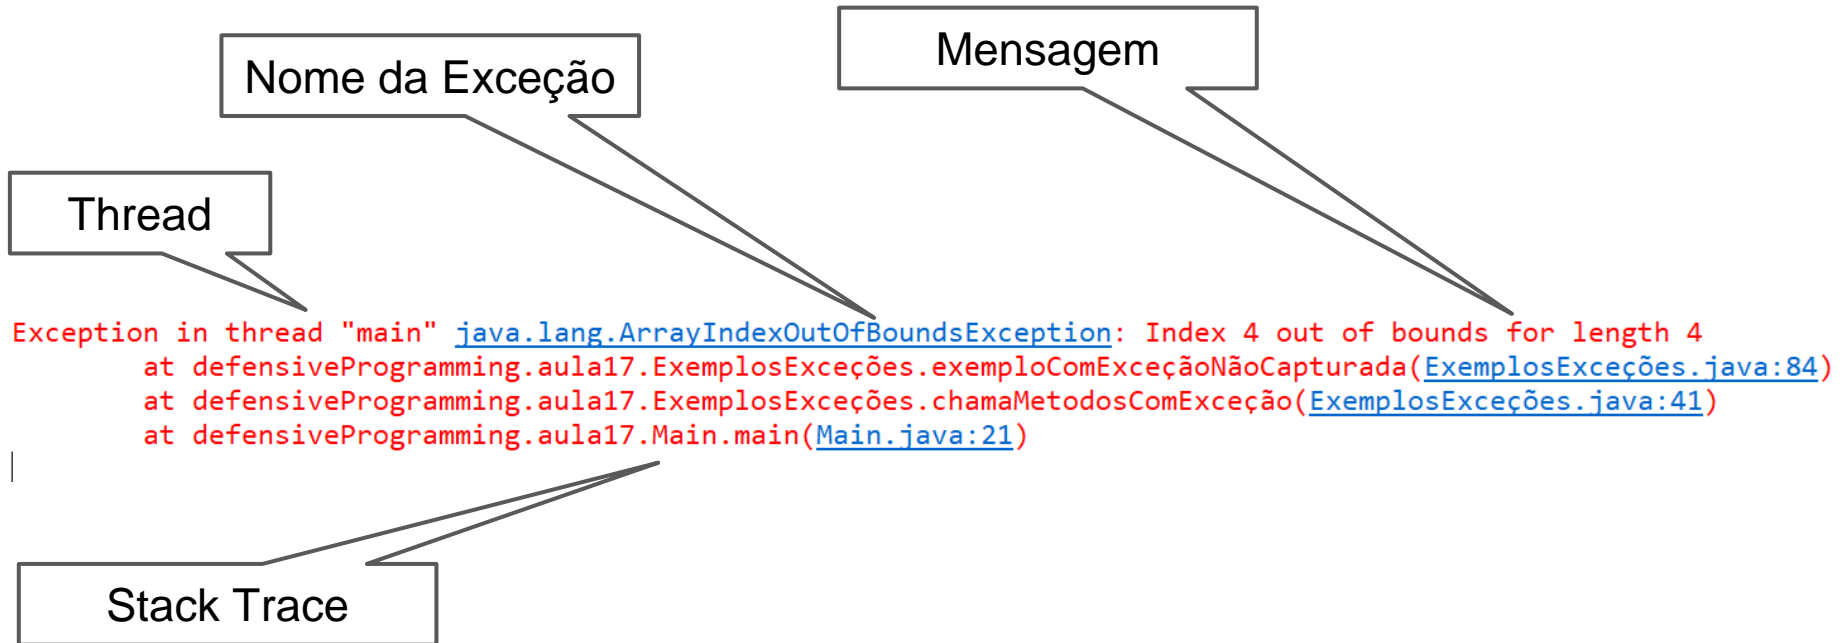 Mensagem
Nome da Exceção
Thread
Exception in thread "main" java.lang.ArrayIndexOutOfBoundsException: Index 4 out of bounds for length 4
at defensiveProgramming.aula17.ExemplosExceções.exemploComExceçãoNãoCapturada(ExemplosExceções.java:84)
at defensiveProgramming.aula17.ExemplosExceções.chamaMetodosComExceção(ExemplosExceções.java:41)
at defensiveProgramming.aula17.Main.main(Main.java:21)
Stack Trace